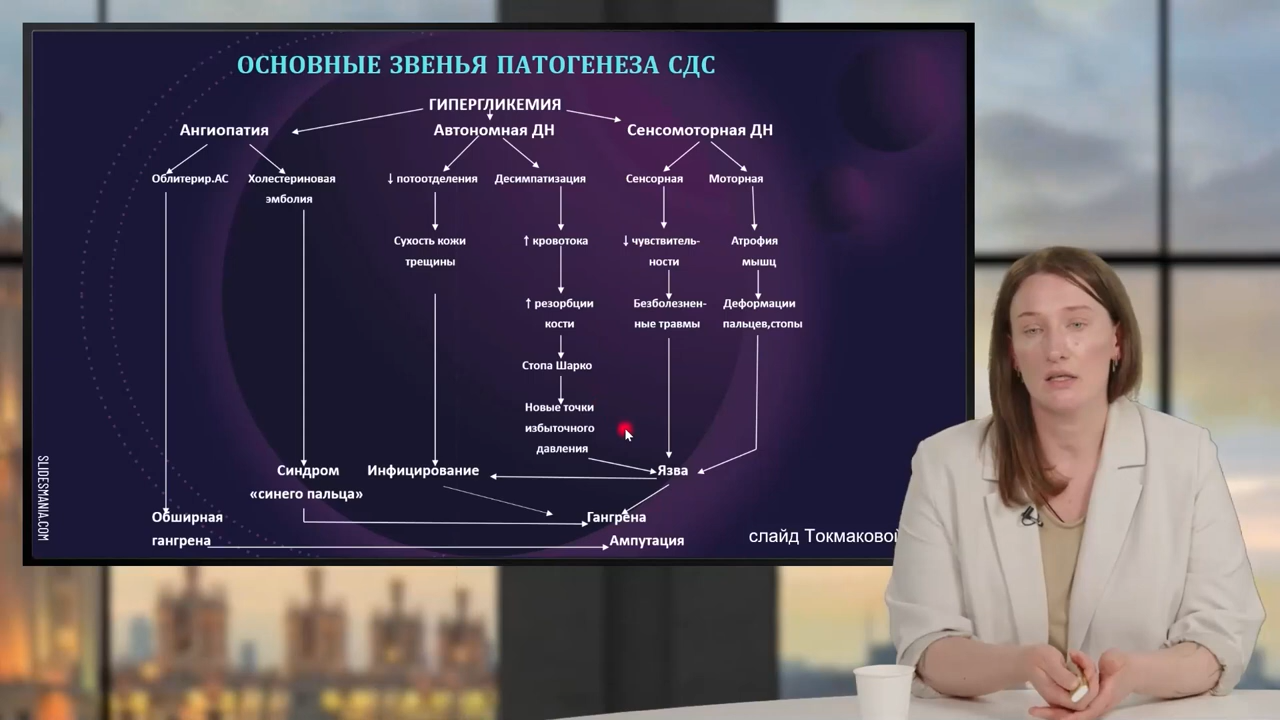 ОСНОВНЫЕ ЗВЕНЬЯ ПАТОГЕНЕЗА СДС
ГИПЕРГЛИКЕМИЯ
Ангиопатия
Автономная ДН
Сенсомоторная ДН
Облитерир.АС
Холестериновая
эмболия
↓ потоотделения
Десимпатизация
Сенсорная
Моторная
Сухость кожи
трещины
↑ кровотока
↓ чувствитель-
ности
Атрофия
мышц
↑ резорбции
кости
Безболезнен-
ные травмы
Деформации
пальцев,стопы
Стопа Шарко
Новые точки
избыточного
давления
Синдром
«синего пальца»
Инфицирование
Язва
Обширная
гангрена
Гангрена
Ампутация
слайд Токмаковой
SLIDESMANIA.COM